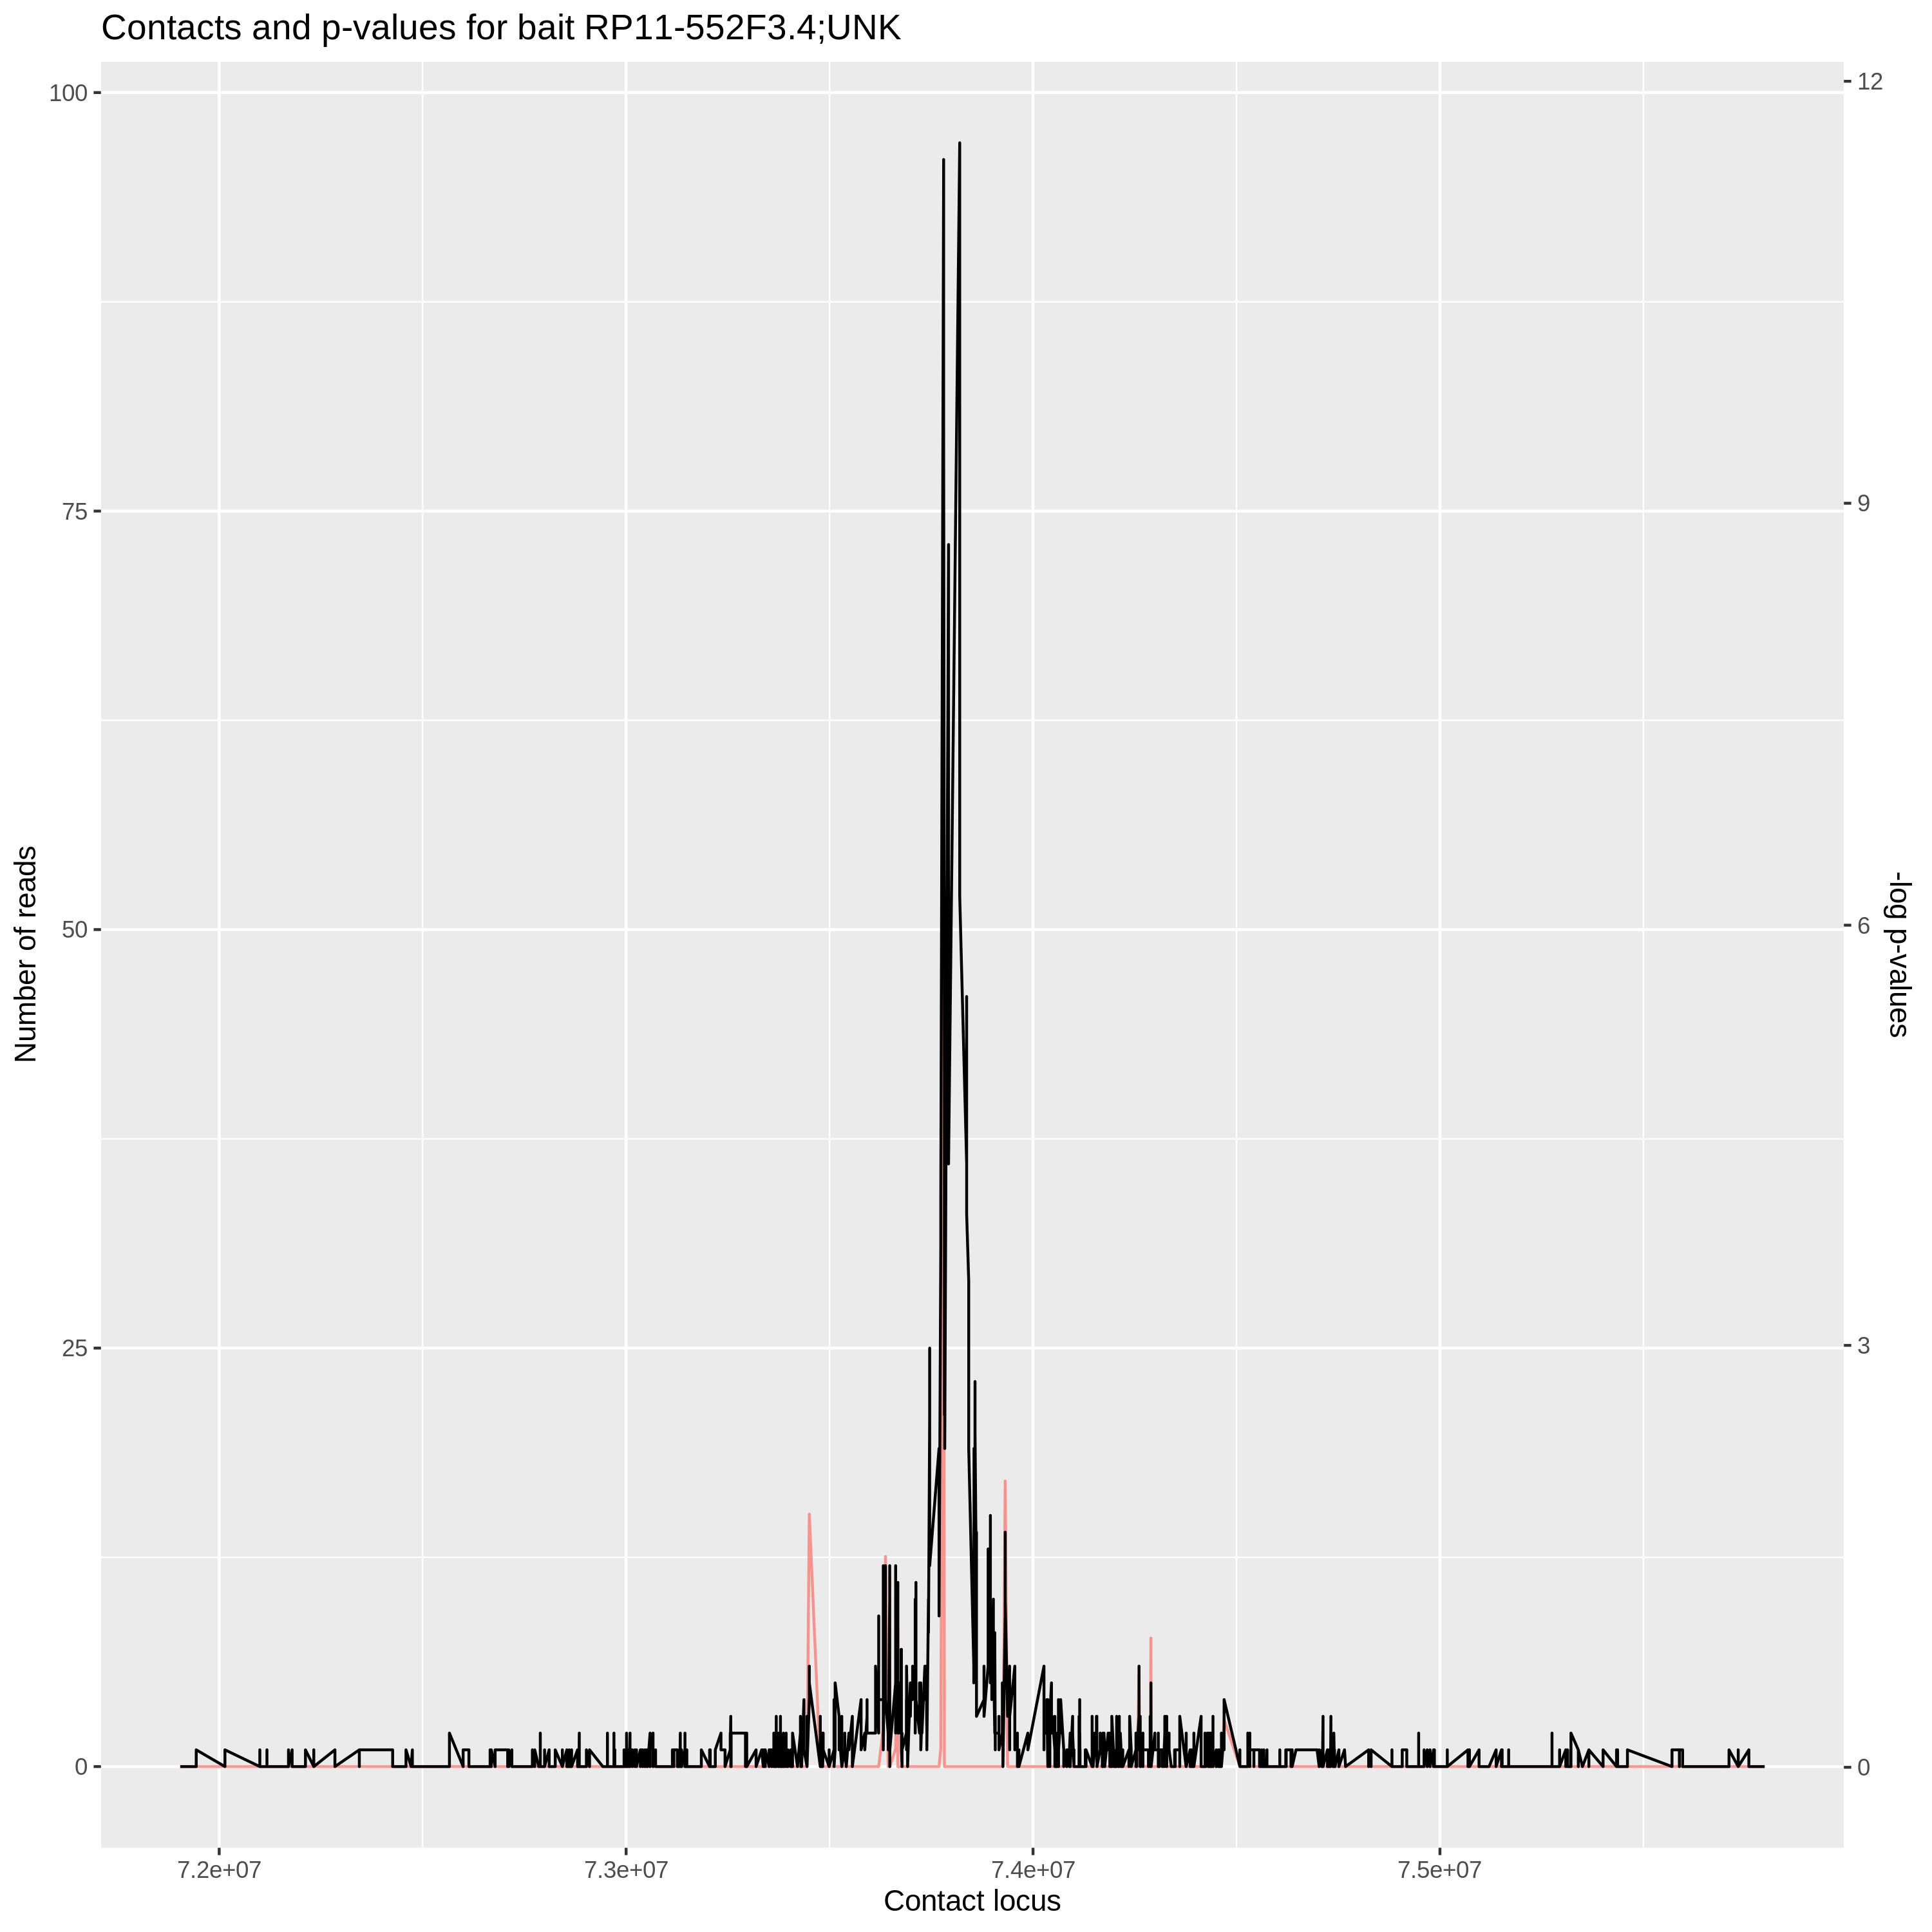 Contacts and p-values for bait RP11-552F3.4;UNK
100
75
50
25
0
12
9
6
3
0
Number of reads
-log p-values
7.2e+07 7.3e+07 7.4e+07 7.5e+07
Contact locus